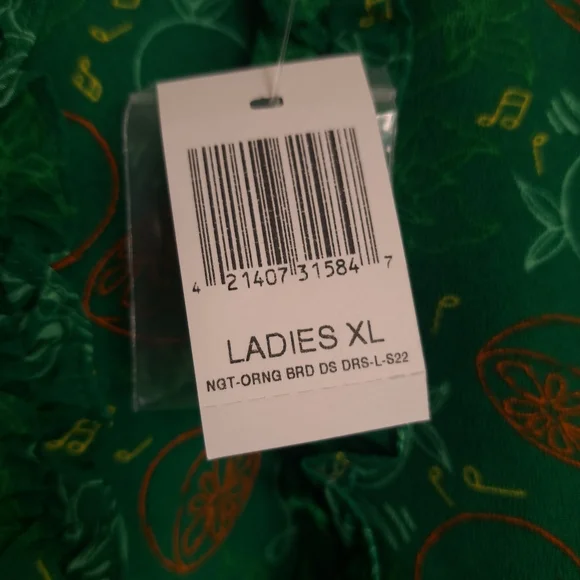 4 21407 31584 7
LADIES XL
NGT-ORNG BRD DS DRS-L-S22